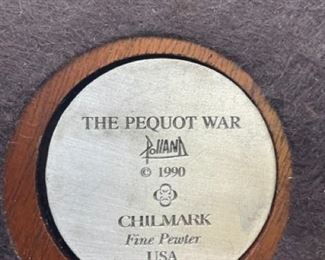 THE PEQUOT WAR
Polland
© 1990
CHILMARK
Fine Pewter
USA